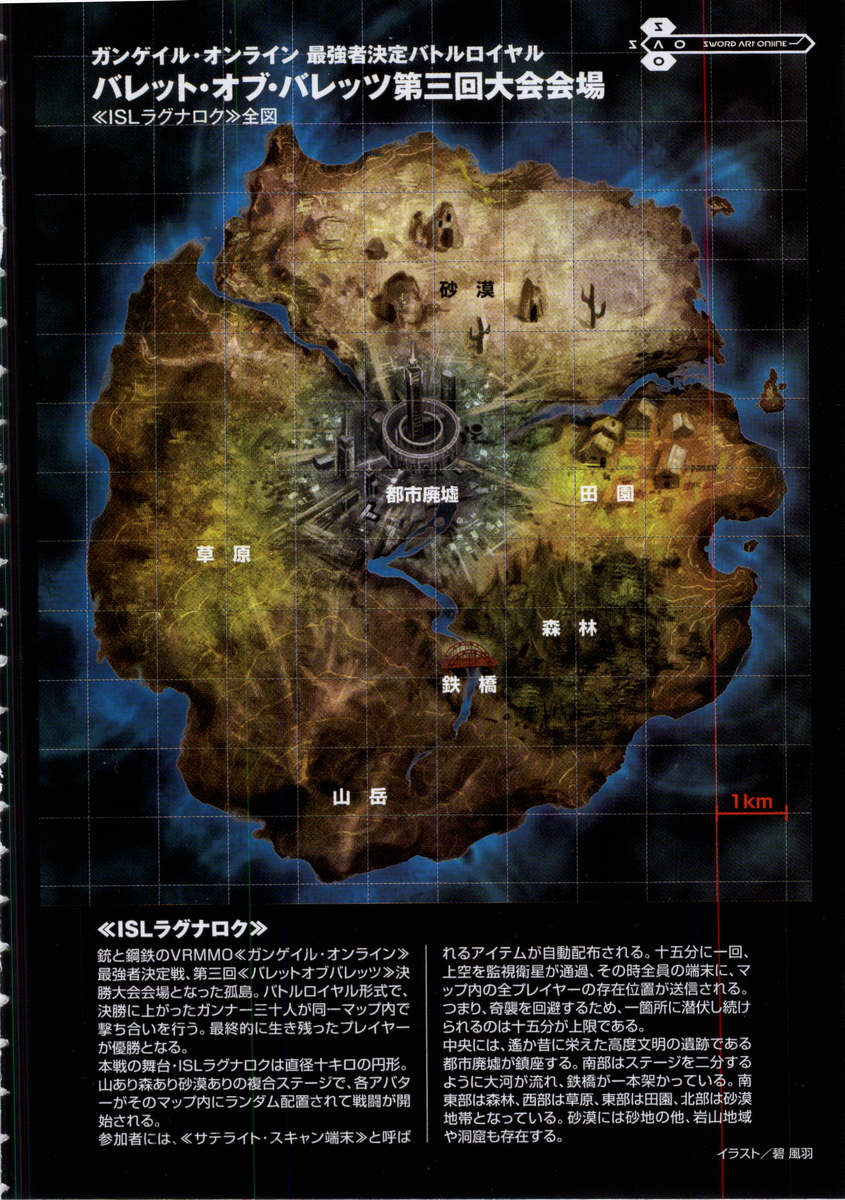 SAO SWORD ART ONLINE
ガンゲイル・オンライン 最強者決定バトルロイヤル
バレット・オブ・バレッツ第三回大会会場
≪ISLラグナロク≫全図
砂 漠
都市廃墟
田 園
草 原
森 林
鉄 橋
山 岳
1km
≪ISLラグナロク≫
銃と鋼鉄のVRMMO≪ガンゲイル・オンライン≫
最強者決定戦、第三回≪バレットオブバレッツ≫決
勝大会会場となった孤島。バトルロイヤル形式で、
決勝に上がったガンナー三十人が同一マップ内で
撃ち合いを行う。最終的に生き残ったプレイヤー
が優勝となる。
本戦の舞台・ISLラグナロクは直径十キロの円形。
山あり森あり砂漠ありの複合ステージで、各アバタ
ーがそのマップ内にランダム配置されて戦闘が開
始される。
参加者には、≪サテライト・スキャン端末≫と呼ば
れるアイテムが自動配布される。十五分に一回、
上空を監視衛星が通過、その時全員の端末に、マ
ップ内の全プレイヤーの存在位置が送信される。
つまり、奇襲を回避するため、一箇所に潜伏し続け
られるのは十五分が上限である。
中央には、遙か昔に栄えた高度文明の遺跡である
都市廃墟が鎮座する。南部はステージを二分する
ように大河が流れ、鉄橋が一本架かっている。南
東部は森林、西部は草原、東部は田園、北部は砂漠
地帯となっている。砂漠には砂地の他、岩山地域
や洞窟も存在する。
イラスト／碧 風羽